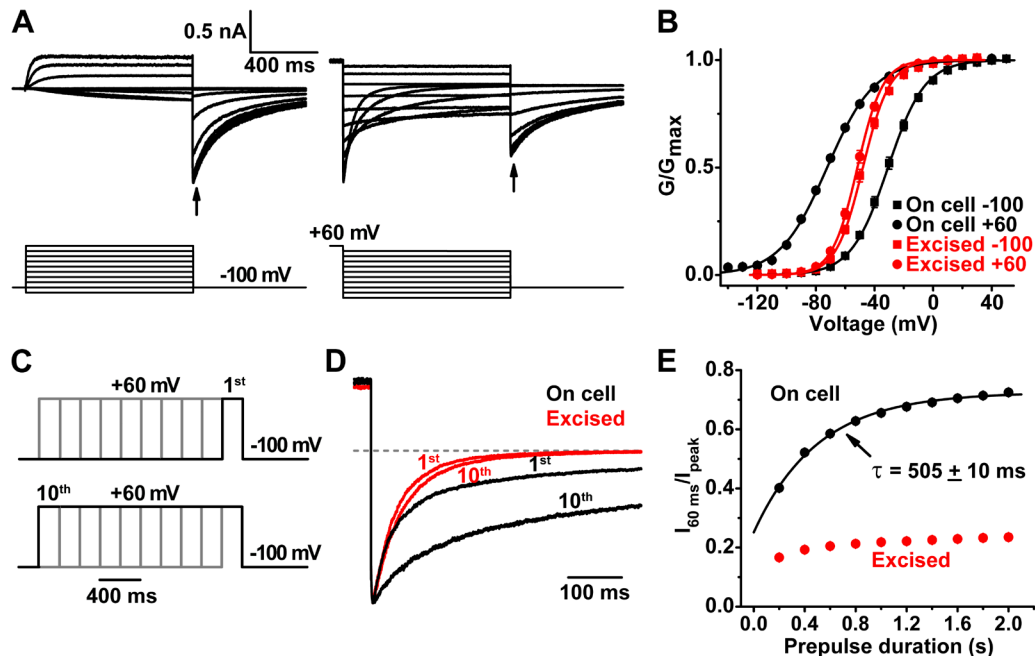 A
0.5 nA
400 ms
+60 mV
-100 mV
B
G/Gmax
1.0
0.5
0.0
On cell -100
On cell +60
Excised -100
Excised +60
-120 -80 -40 0 40
Voltage (mV)
C
+60 mV 1st
-100 mV
10th +60 mV
-100 mV
400 ms
D
On cell
Excised
1st
10th
1st
10th
100 ms
E
I60 ms/Ipeak
0.8
0.6
0.4
0.2
0.0
On cell
τ = 505 ± 10 ms
Excised
0.0 0.4 0.8 1.2 1.6 2.0
Prepulse duration (s)